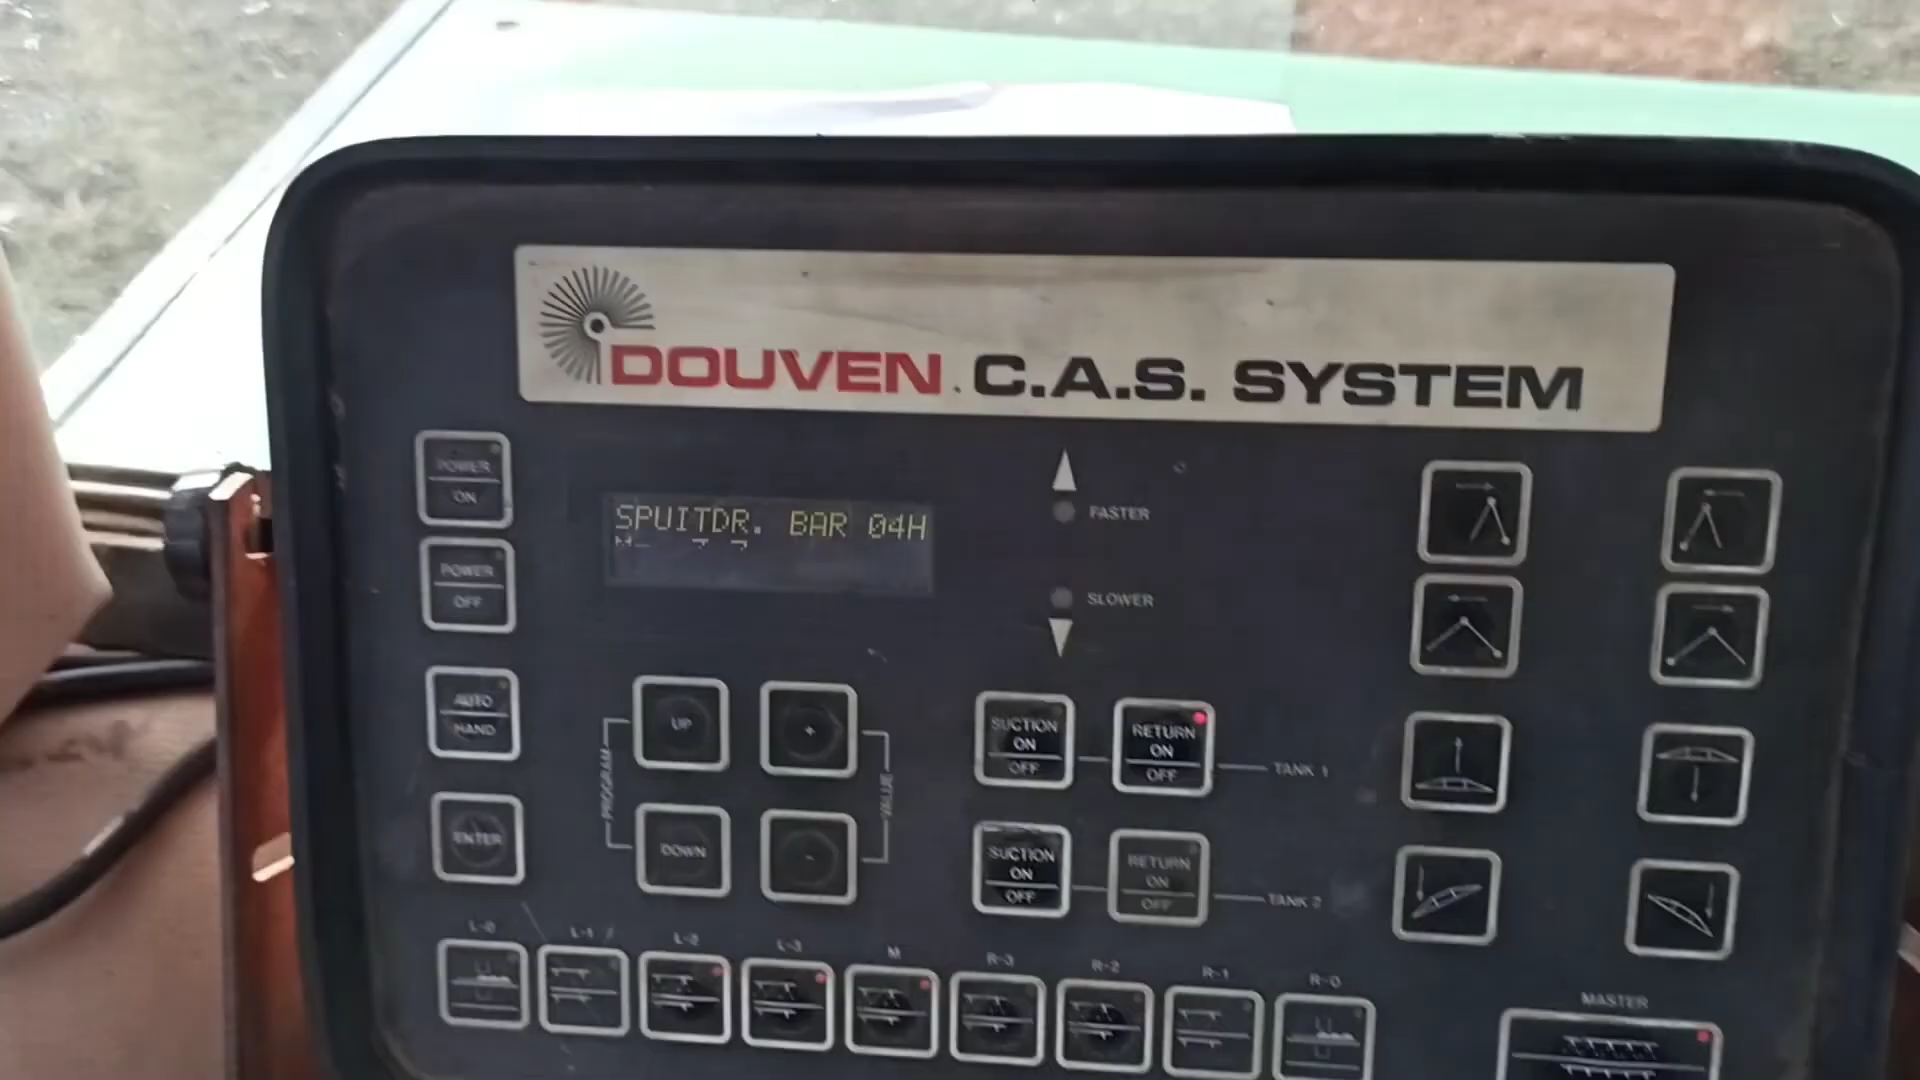 DOUVEN C.A.S. SYSTEM
POWER
ON
SPUITDR. BAR 04H
FASTER
POWER
OFF
SLOWER
AUTO
HAND
PROGRAM
UP
+
VALUE
SUCTION
ON
OFF
RETURN
ON
OFF
TANK 1
ENTER
DOWN
-
SUCTION
ON
OFF
RETURN
ON
OFF
TANK 2
L-0
L-1
L-2
L-3
M
R-3
R-2
R-1
R-0
MASTER